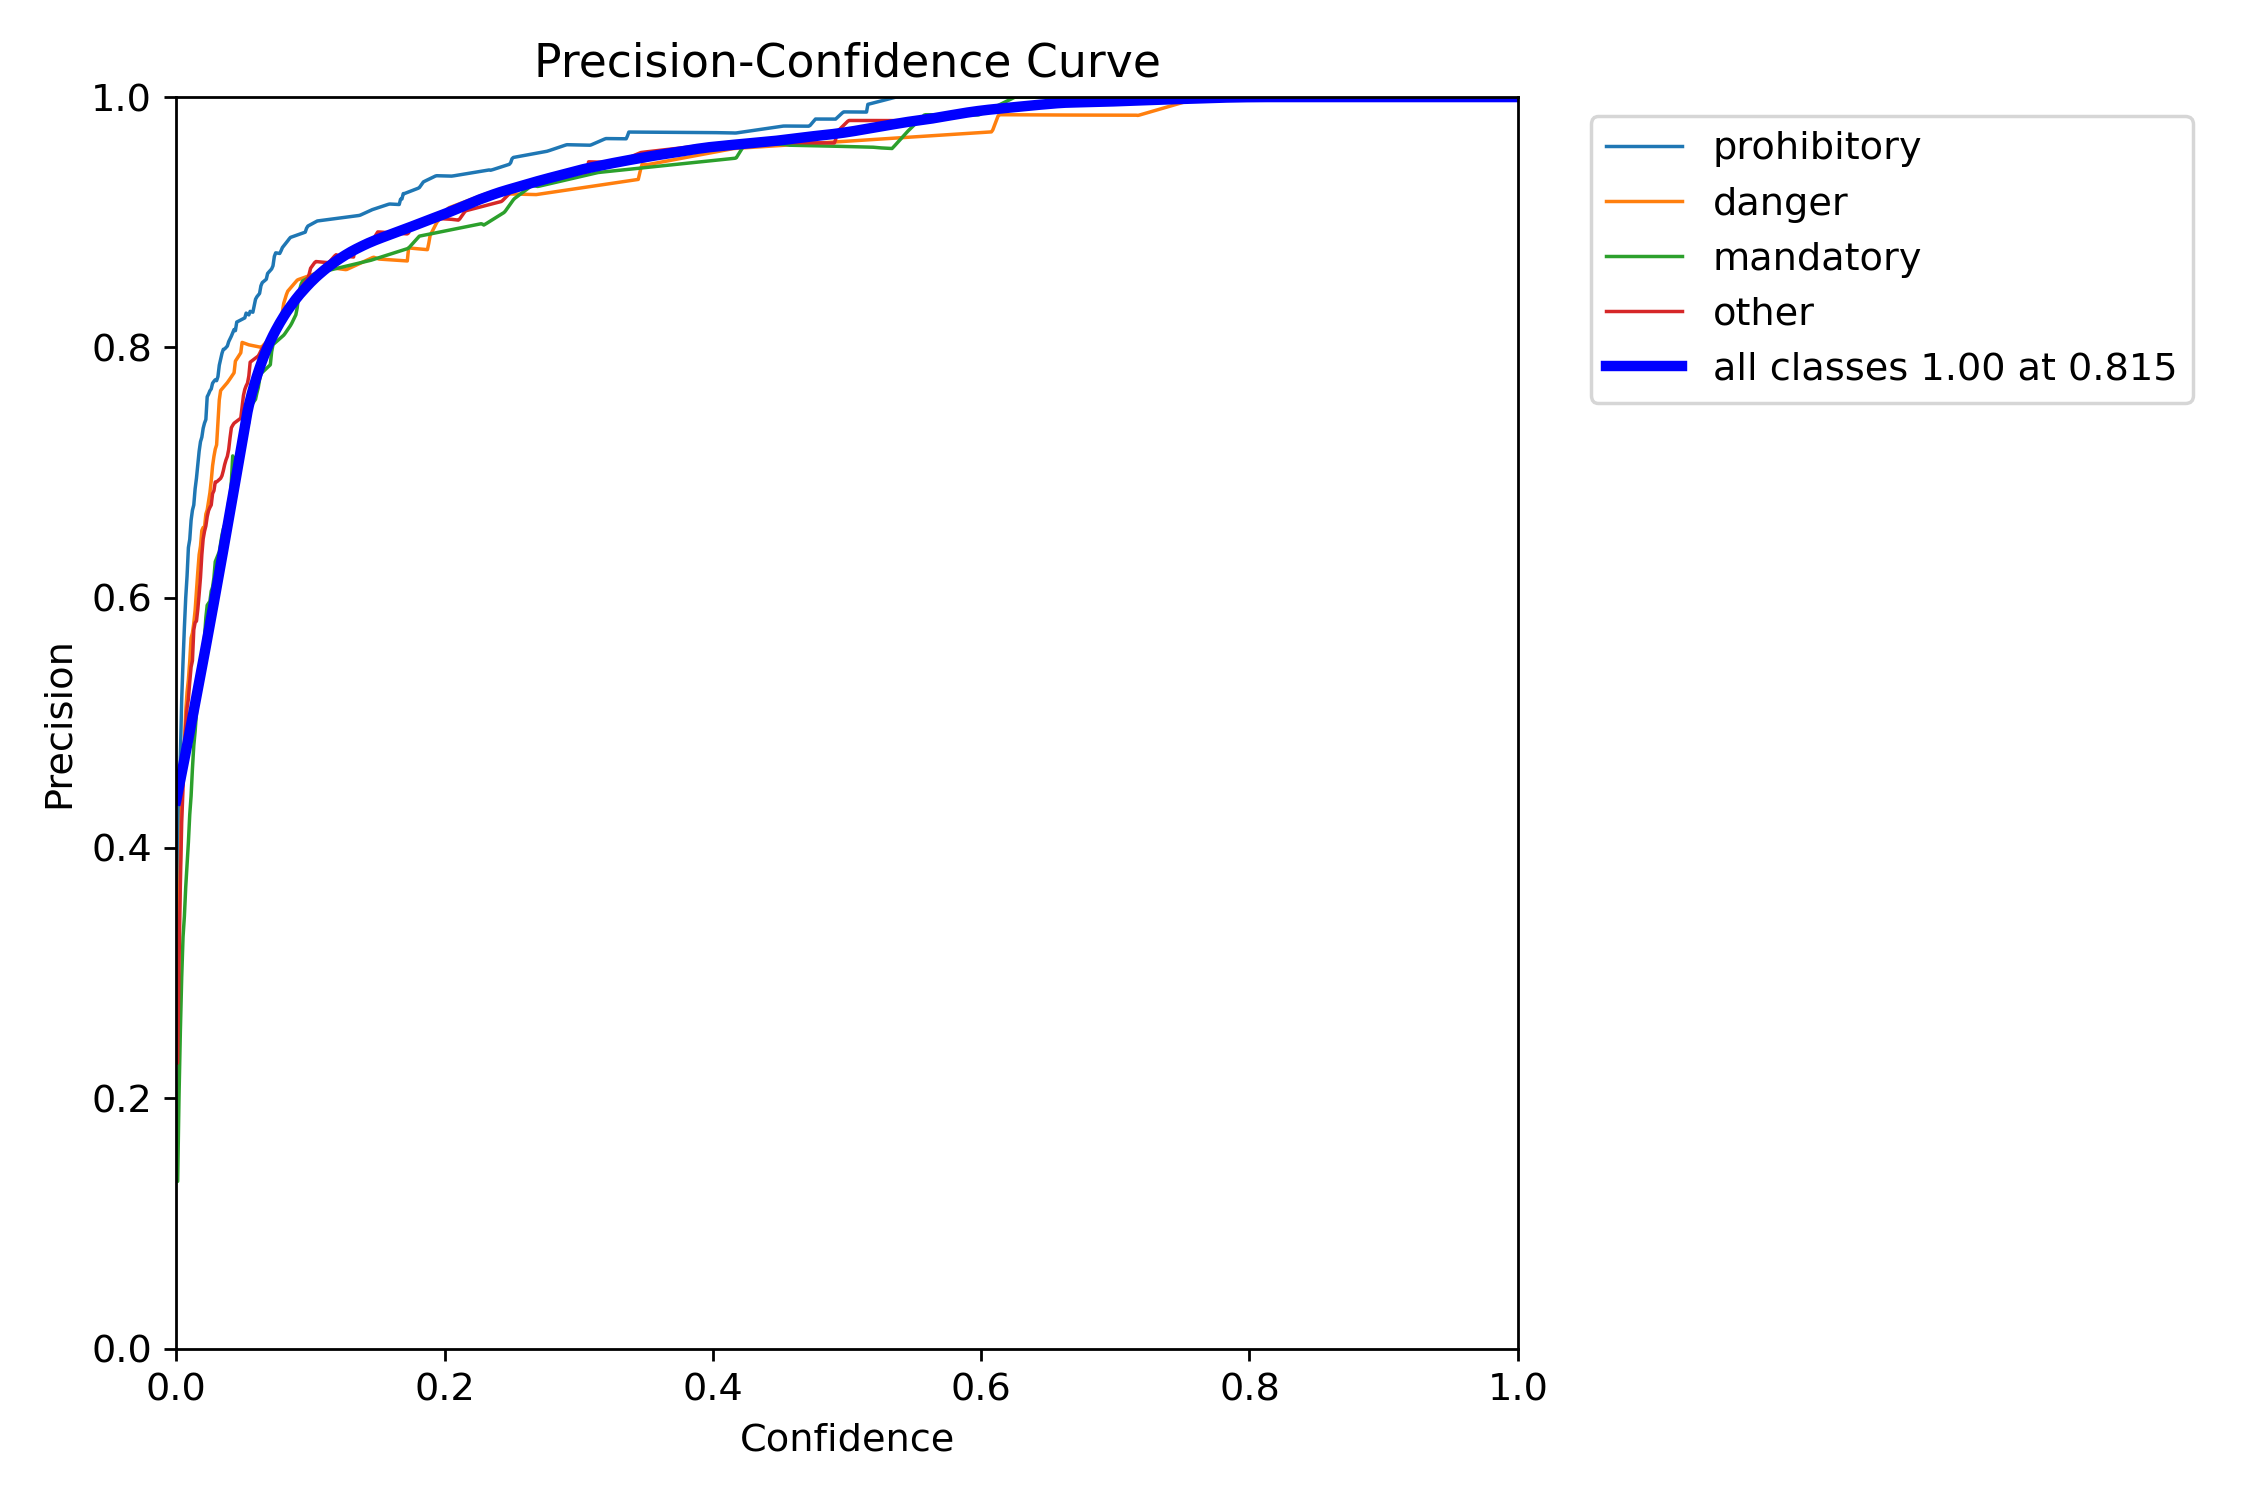 Precision-Confidence Curve
1.0
0.8
0.6
0.4
0.2
0.0
Precision
0.0 0.2 0.4 0.6 0.8 1.0
Confidence
prohibitory
danger
mandatory
other
all classes 1.00 at 0.815